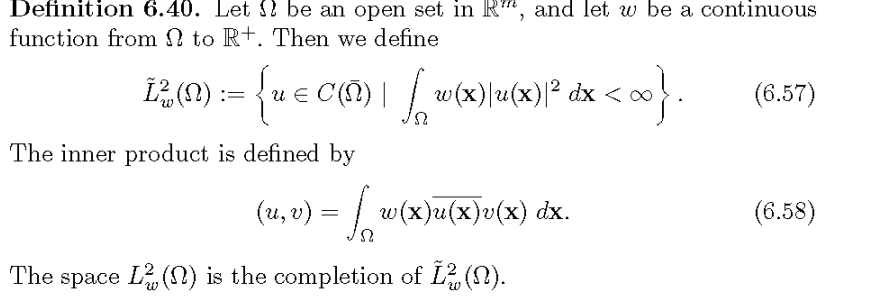 Definition 6.40. Let Ω be an open set in ℝᵐ, and let w be a continuous
function from Ω to ℝ⁺. Then we define
L̃²_w(Ω) := { u ∈ C(Ω̄) | ∫_Ω w(x)|u(x)|² dx < ∞ }. (6.57)
The inner product is defined by
(u, v) = ∫_Ω w(x)\overline{u(x)}v(x) dx. (6.58)
The space L²_w(Ω) is the completion of L̃²_w(Ω).